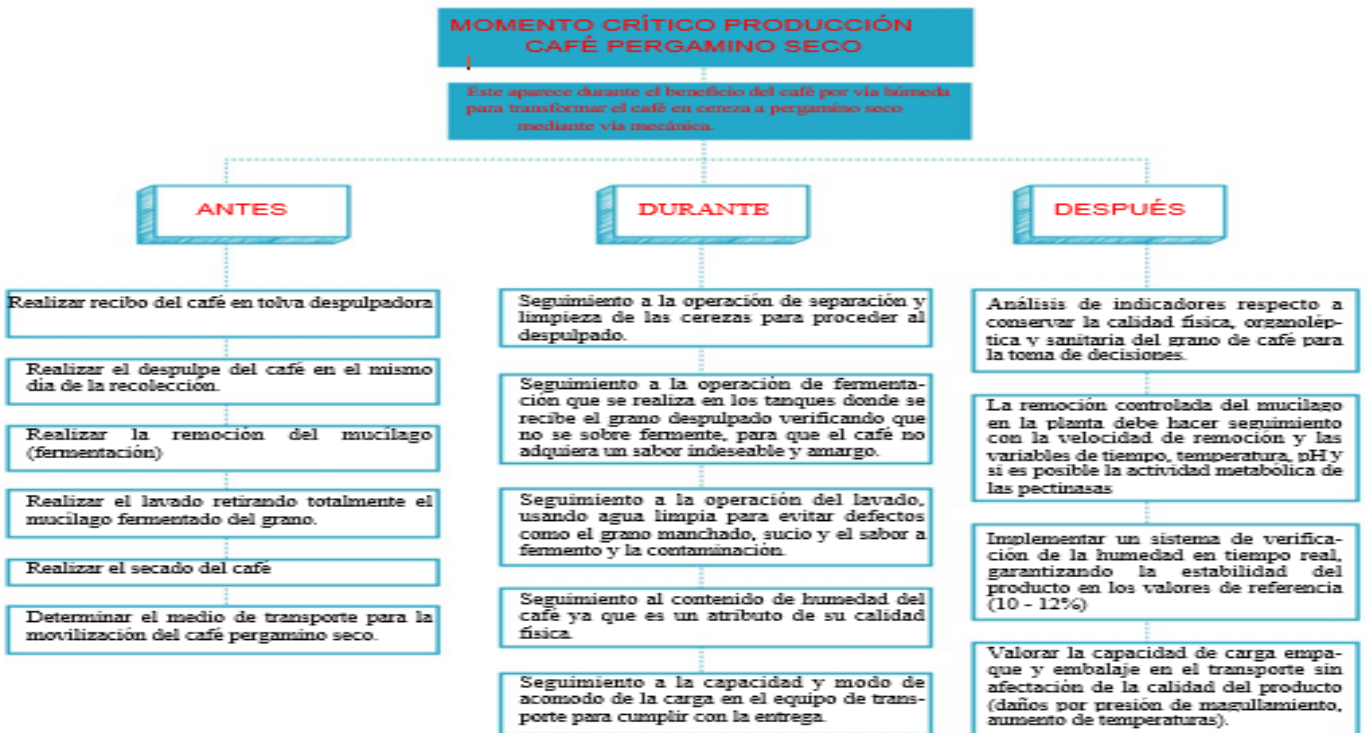 MOMENTO CRÍTICO PRODUCCIÓN
CAFÉ PERGAMINO SECO
Este aparece durante el beneficio del café por vía húmeda
para transformar el café en cereza a pergamino seco
mediante vía mecánica.
ANTES
Realizar recibo del café en tolva despulpadora
Realizar el despulpe del café en el mismo
día de la recolección.
Realizar la remoción del mucílago
(fermentación)
Realizar el lavado retirando totalmente el
mucílago fermentado del grano.
Realizar el secado del café
Determinar el medio de transporte para la
movilización del café pergamino seco.
DURANTE
Seguimiento a la operación de separación y
limpieza de las cerezas para proceder al
despulpado.
Seguimiento a la operación de fermenta-
ción que se realiza en los tanques donde se
recibe el grano despulpado verificando que
no se sobre fermente, para que el café no
adquiera un sabor indeseable y amargo.
Seguimiento a la operación del lavado,
usando agua limpia para evitar defectos
como el grano manchado, sucio y el sabor a
fermento y la contaminación.
Seguimiento al contenido de humedad del
café ya que es un atributo de su calidad
física.
Seguimiento a la capacidad y modo de
acomodo de la carga en el equipo de trans-
porte para cumplir con la entrega.
DESPUÉS
Análisis de indicadores respecto a
conservar la calidad física, organolép-
tica y sanitaria del grano de café para
la toma de decisiones.
La remoción controlada del mucílago
en la planta debe hacer seguimiento
con la velocidad de remoción y las
variables de tiempo, temperatura, pH y
si es posible la actividad metabólica de
las pectinasas
Implementar un sistema de verifica-
ción de la humedad en tiempo real,
garantizando la estabilidad del
producto en los valores de referencia
(10 - 12%)
Valorar la capacidad de carga empa-
que y embalaje en el transporte sin
afectación de la calidad del producto
(daños por presión de magullamiento,
aumento de temperaturas).